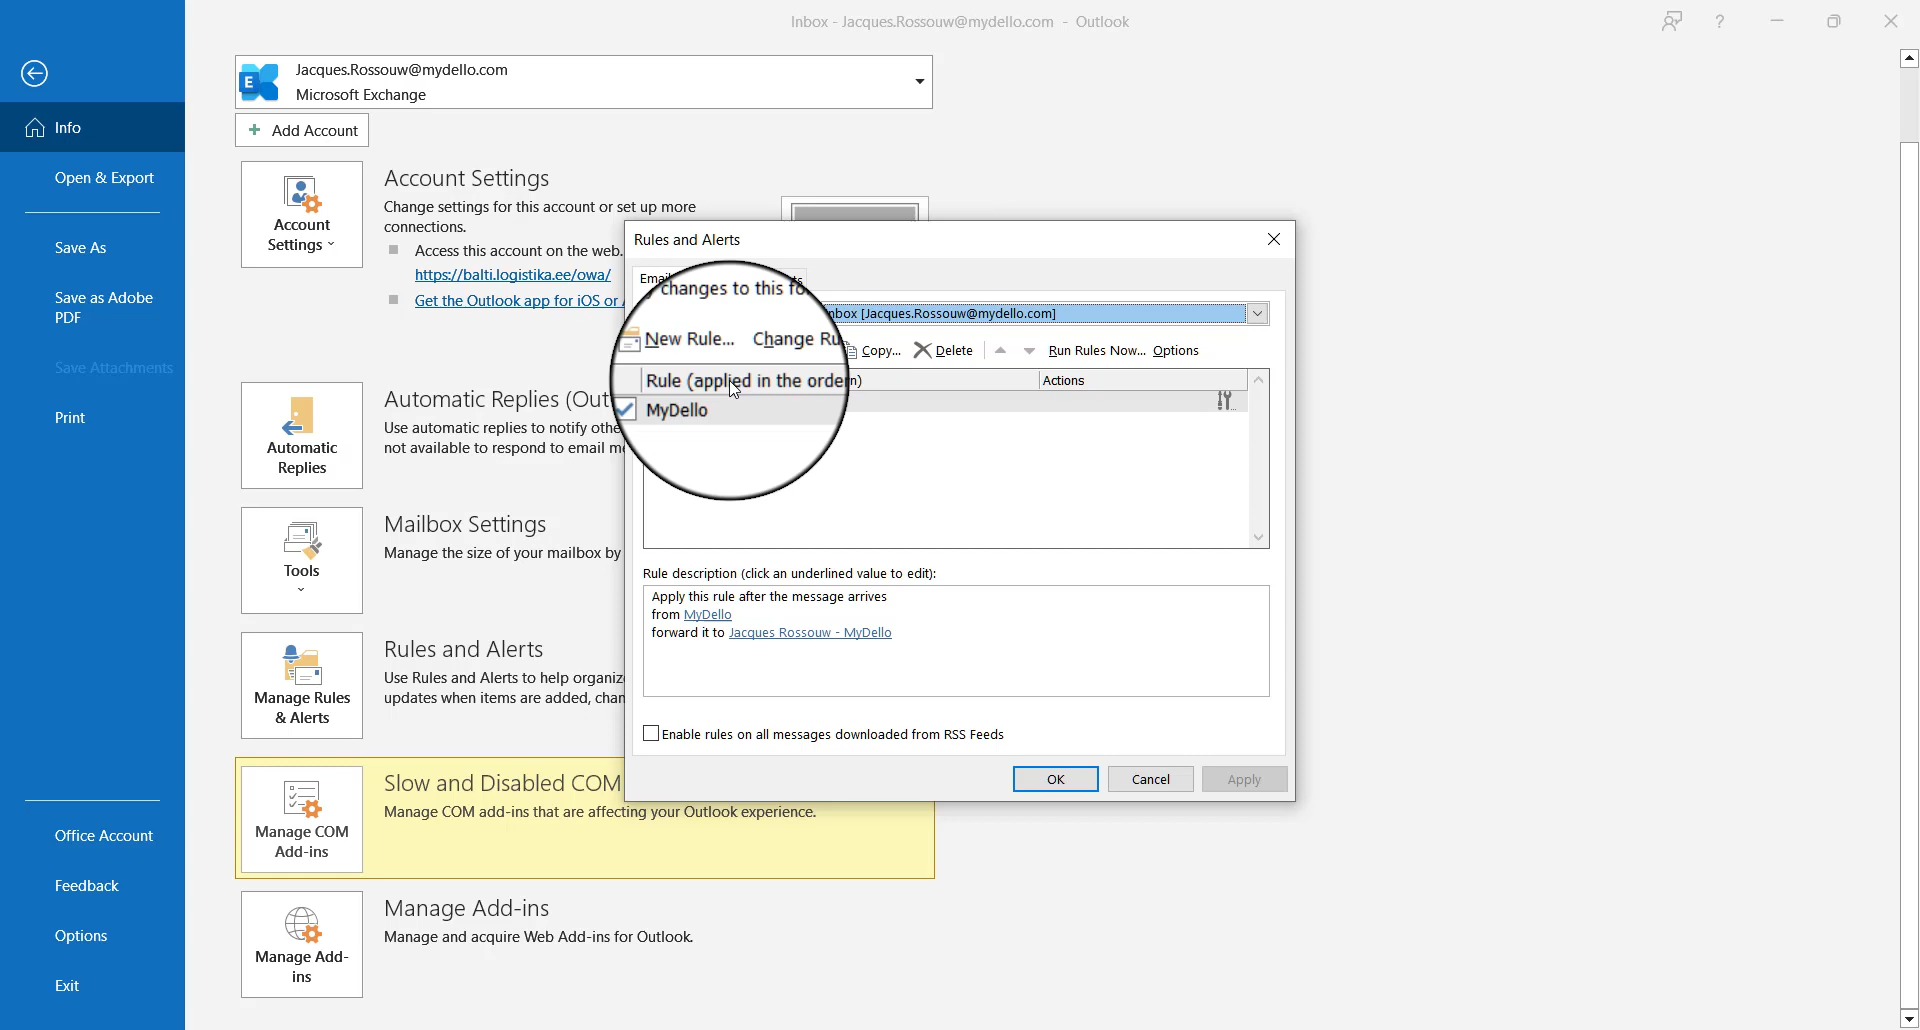 Inbox - Jacques.Rossouw@mydello.com - Outlook
?
Jacques.Rossouw@mydello.com
Microsoft Exchange
Add Account
Info
Open & Export
Save As
Save as Adobe
PDF
Save Attachments
Print
Office Account
Feedback
Options
Exit
Account
Settings
Account Settings
Change settings for this account or set up more
connections.
Access this account on the web.
https://balti.logistika.ee/owa/
Get the Outlook app for iOS or
Automatic
Replies
Automatic Replies (Out
Use automatic replies to notify othe
not available to respond to email
Tools
Mailbox Settings
Manage the size of your mailbox by
Manage Rules
& Alerts
Rules and Alerts
Use Rules and Alerts to help organiz
updates when items are added, chan
Manage COM
Add-ins
Slow and Disabled COM
Manage COM add-ins that are affecting your Outlook experience.
Manage Add-
ins
Manage Add-ins
Manage and acquire Web Add-ins for Outlook.
Rules and Alerts
Emai
changes to this fo
nbox [Jacques.Rossouw@mydello.com]
New Rule... Change Ru
Copy... Delete Run Rules Now... Options
Rule (applied in the order n) Actions
MyDello
Rule description (click an underlined value to edit):
Apply this rule after the message arrives
from MyDello
forward it to Jacques Rossouw - MyDello
Enable rules on all messages downloaded from RSS Feeds
OK Cancel Apply